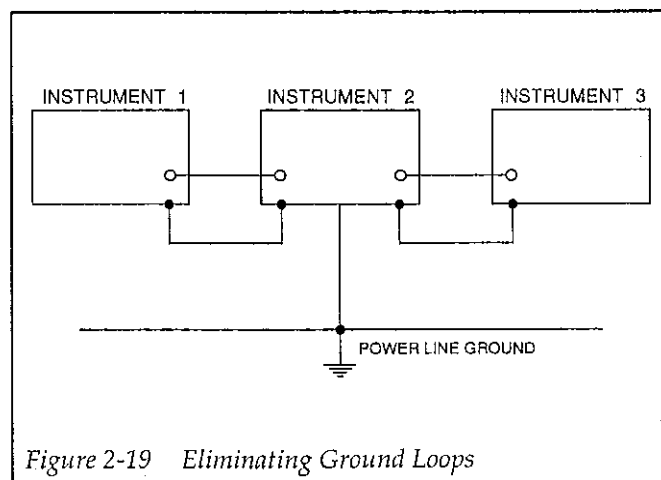 INSTRUMENT 1
INSTRUMENT 2
INSTRUMENT 3
POWER LINE GROUND
Figure 2-19 Eliminating Ground Loops